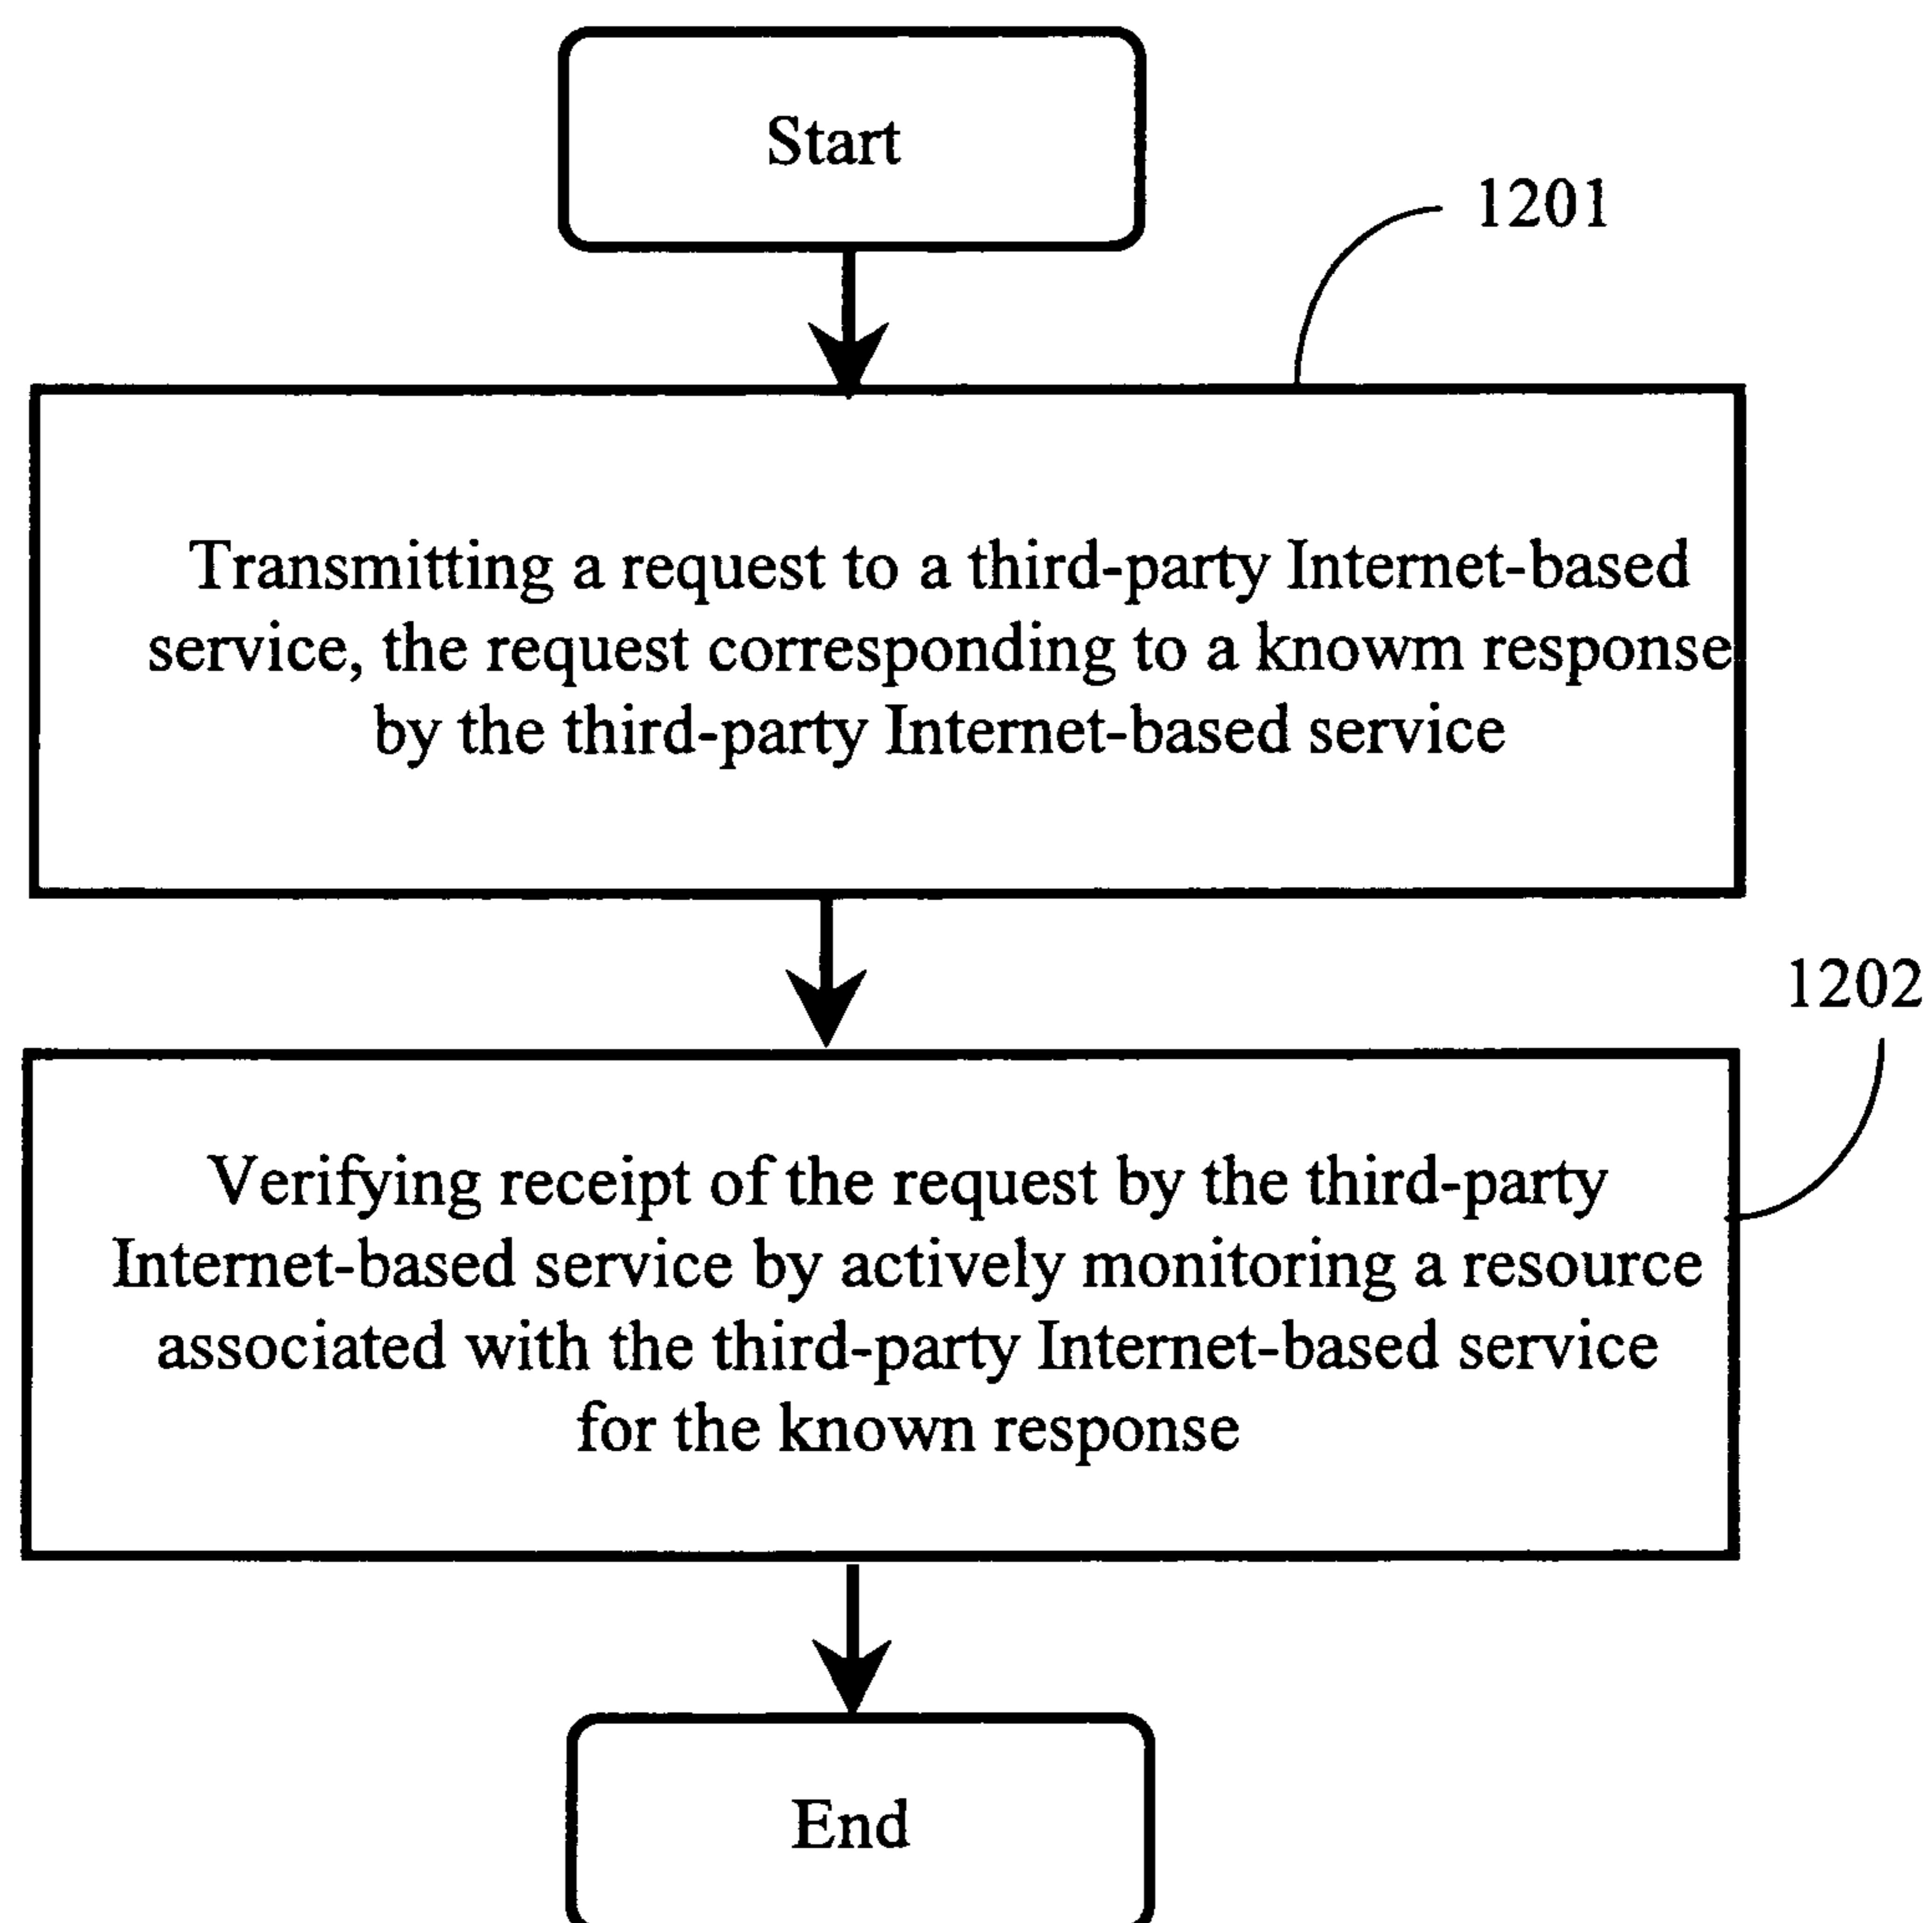 Start
1201
Transmitting a request to a third-party Internet-based
service, the request corresponding to a knowm response
by the third-party Internet-based service
1202
Verifying receipt of the request by the third-party
Internet-based service by actively monitoring a resource
associated with the third-party Internet-based service
for the known response
End